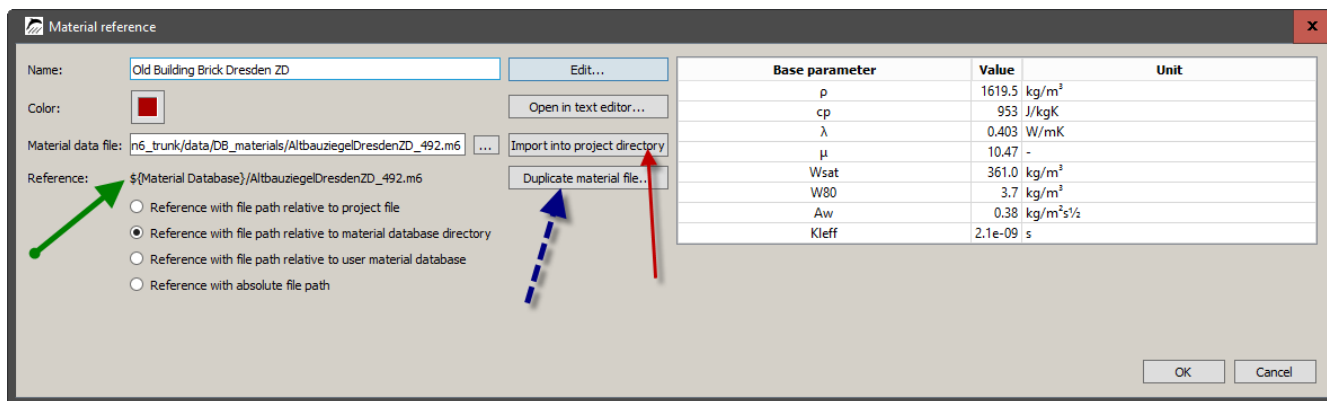 Material reference
x
Name: Old Building Brick Dresden ZD Edit...
Color: Open in text editor...
Material data file: n6_trunk/data/DB_materials/AltbauziegelDresdenZD_492.m6 ... Import into project directory
Reference: ${Material Database}/AltbauziegelDresdenZD_492.m6 Duplicate material file...
Reference with file path relative to project file
Reference with file path relative to material database directory
Reference with file path relative to user material database
Reference with absolute file path
Base parameter Value Unit
ρ 1619.5 kg/m³
cp 953 J/kgK
λ 0.403 W/mK
μ 10.47 -
Wsat 361.0 kg/m³
W80 3.7 kg/m³
Aw 0.38 kg/m²s½
Kleff 2.1e-09 s
OK Cancel